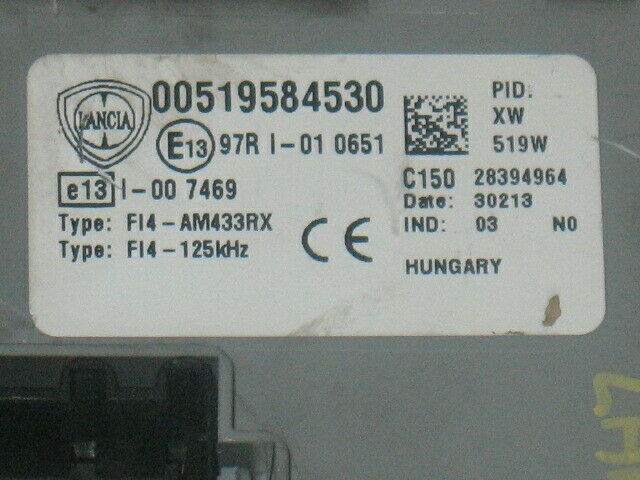 LANCIA
00519584530
E13 97R I-01 0651
e13 I-00 7469
Type: FI4-AM433RX
Type: FI4-125kHz
CE
PID.
XW
519W
C150 28394964
Date: 30213
IND: 03 N0
HUNGARY